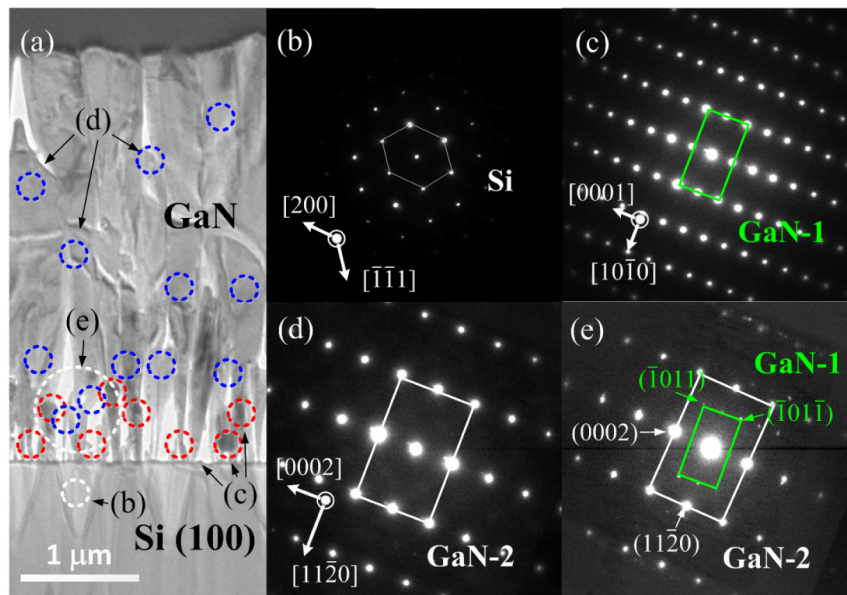 (a)
(d)
GaN
(e)
(b)
(c)
Si (100)
1 μm
(b)
Si
[200]
[1̄1̄1]
(c)
[0001]
[101̄0]
GaN-1
(d)
[0002]
[112̄0]
GaN-2
(e)
GaN-1
(1̄011)
(1̄011̄)
(0002)
(112̄0)
GaN-2